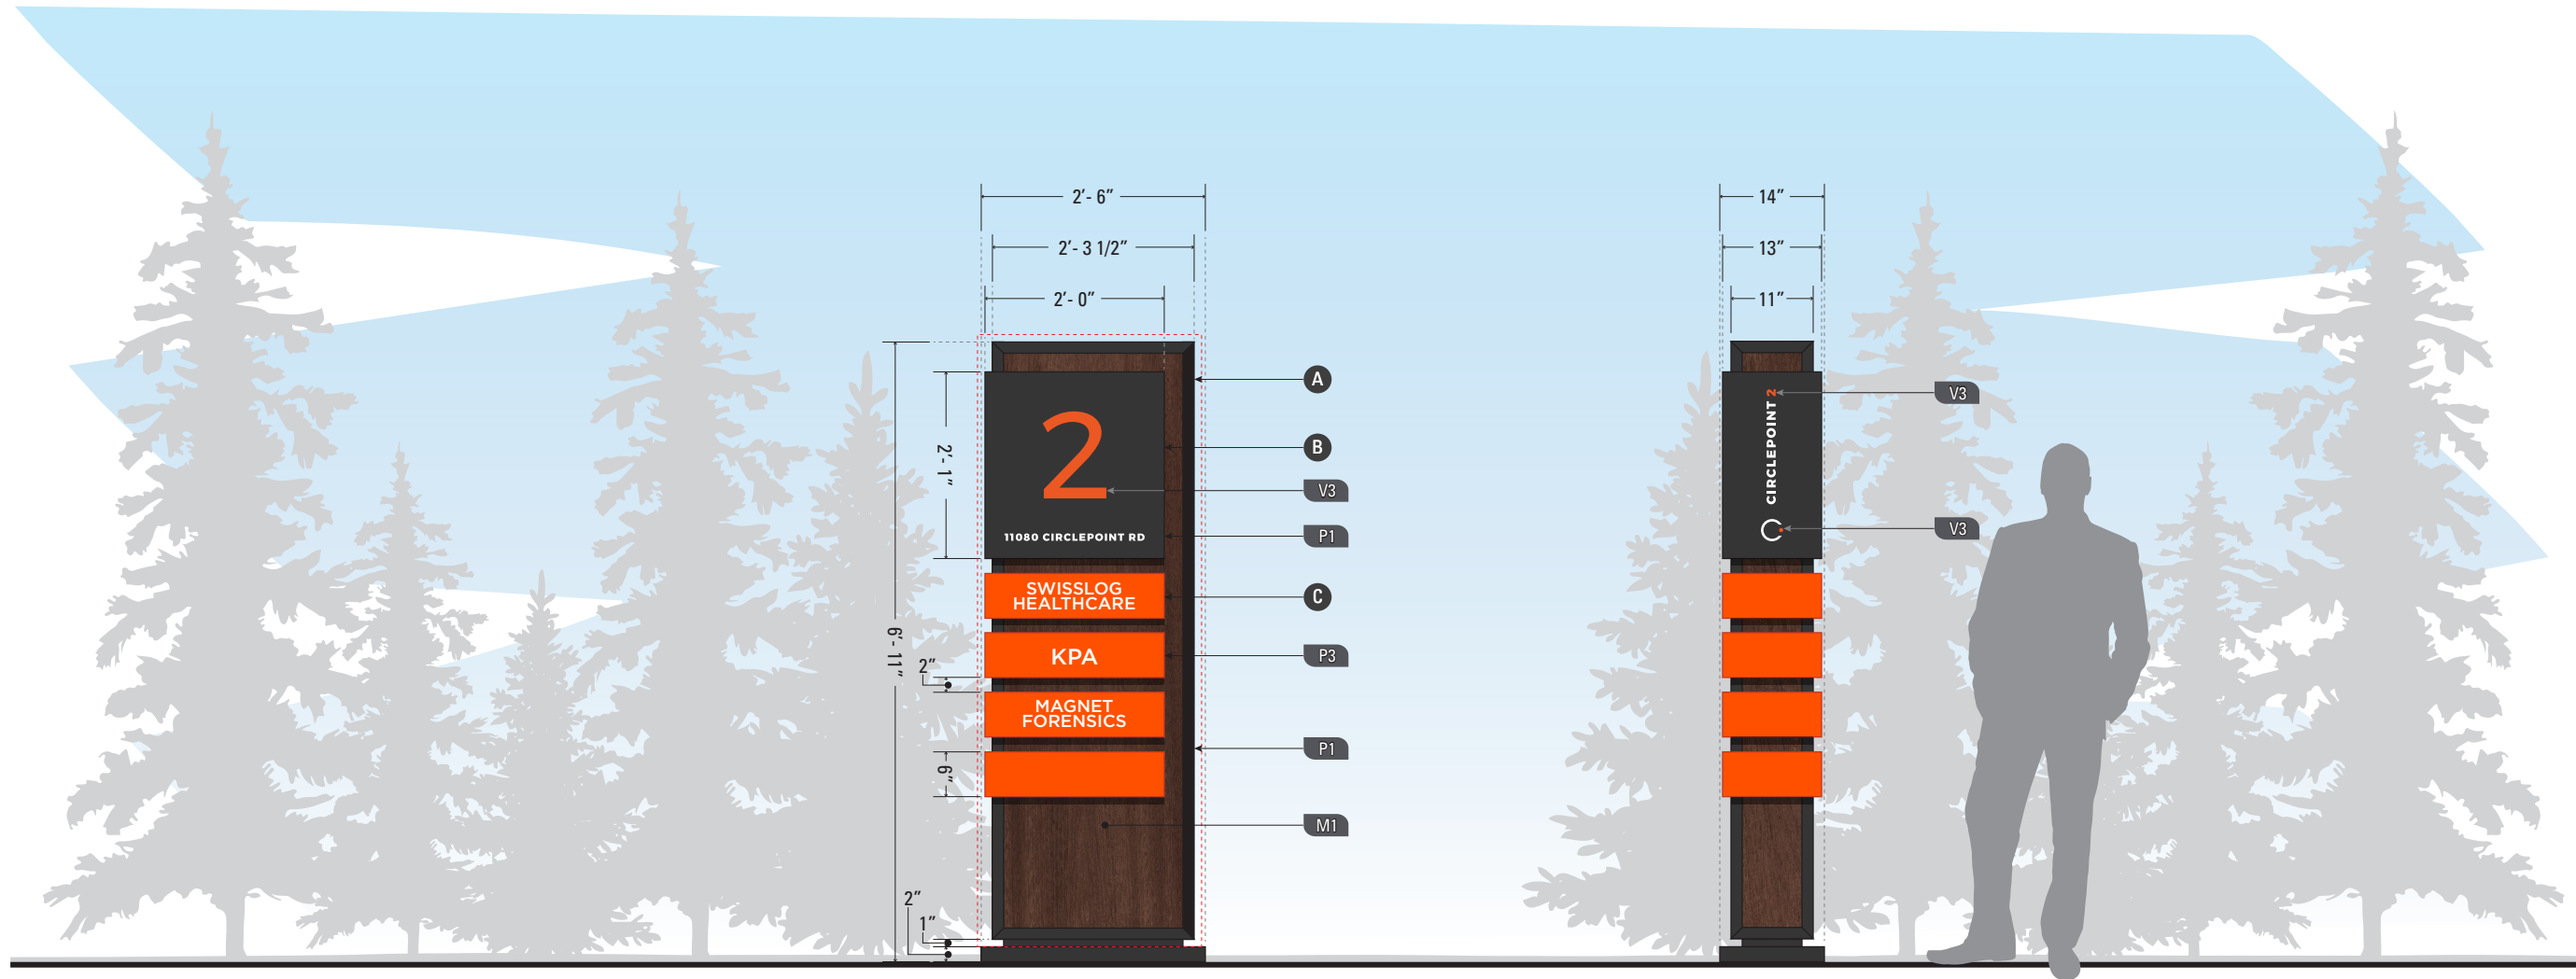 2′- 6″
2′- 3 1/2″
2′- 0″
14″
13″
11″
A
2
B
2′- 1″
V3
11080 CIRCLEPOINT RD
P1
SWISSLOG
HEALTHCARE
C
KPA
P3
6′- 11″
2″
MAGNET
FORENSICS
P1
6″
M1
2″
1″
CIRCLEPOINT 2
V3
V3